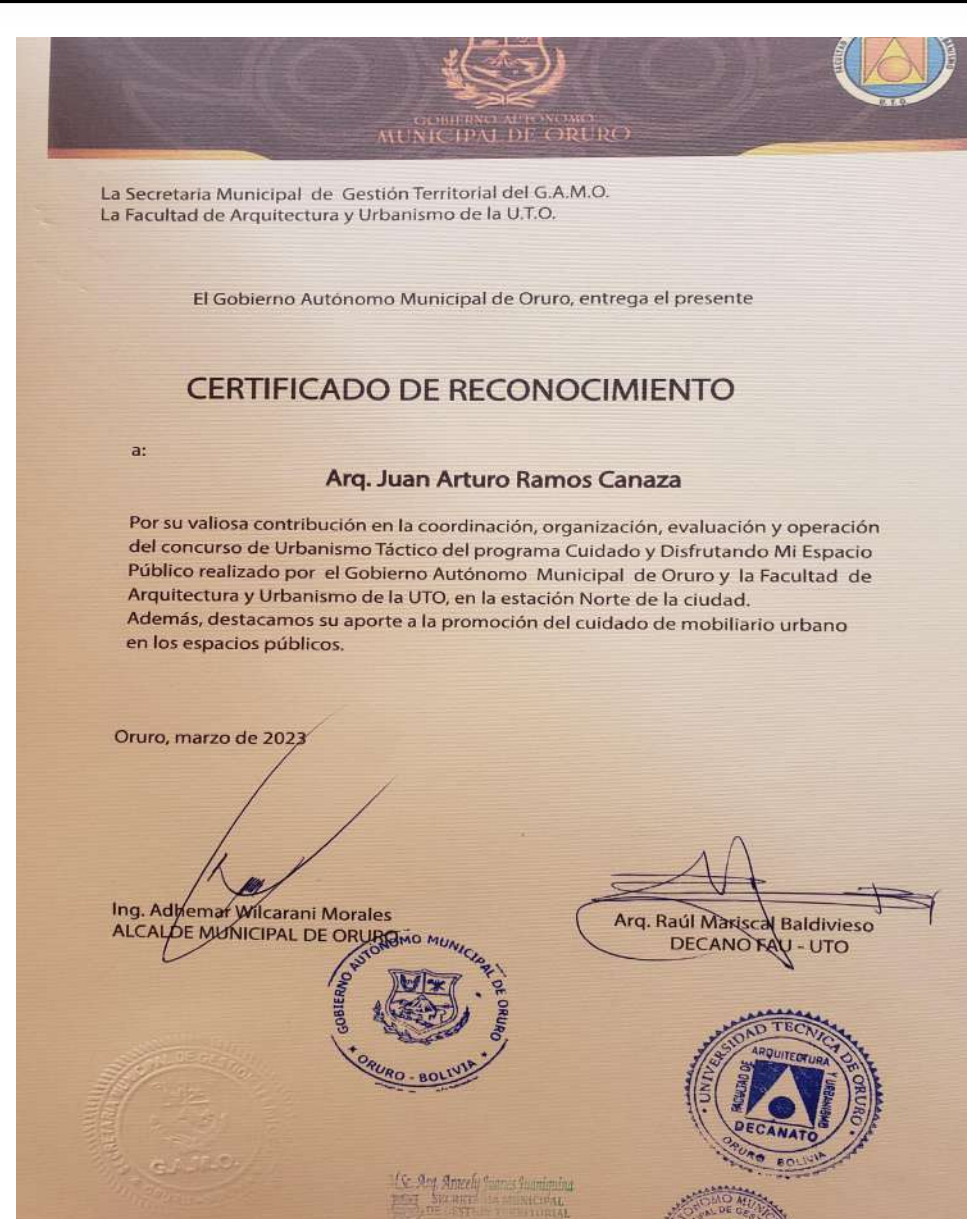 GOBIERNO AUTÓNOMO
MUNICIPAL DE ORURO
U.T.O.
La Secretaria Municipal de Gestión Territorial del G.A.M.O.
La Facultad de Arquitectura y Urbanismo de la U.T.O.
El Gobierno Autónomo Municipal de Oruro, entrega el presente
CERTIFICADO DE RECONOCIMIENTO
a:
Arq. Juan Arturo Ramos Canaza
Por su valiosa contribución en la coordinación, organización, evaluación y operación
del concurso de Urbanismo Táctico del programa Cuidado y Disfrutando Mi Espacio
Público realizado por el Gobierno Autónomo Municipal de Oruro y la Facultad de
Arquitectura y Urbanismo de la UTO, en la estación Norte de la ciudad.
Además, destacamos su aporte a la promoción del cuidado de mobiliario urbano
en los espacios públicos.
Oruro, marzo de 2023
Ing. Adhemar Wilcarani Morales
ALCALDE MUNICIPAL DE ORURO
Arq. Raúl Mariscal Baldivieso
DECANO FAU - UTO
GOBIERNO AUTONOMO MUNICIPAL DE ORURO
ORURO - BOLIVIA
UNIVERSIDAD TECNICA DE ORURO
FACULTAD DE ARQUITECTURA Y URBANISMO
DECANATO
ORURO BOLIVIA
G.A.M.O.
M.Sc. Arq. Aracely
SECRETARIA MUNICIPAL
DE GESTION TERRITORIAL